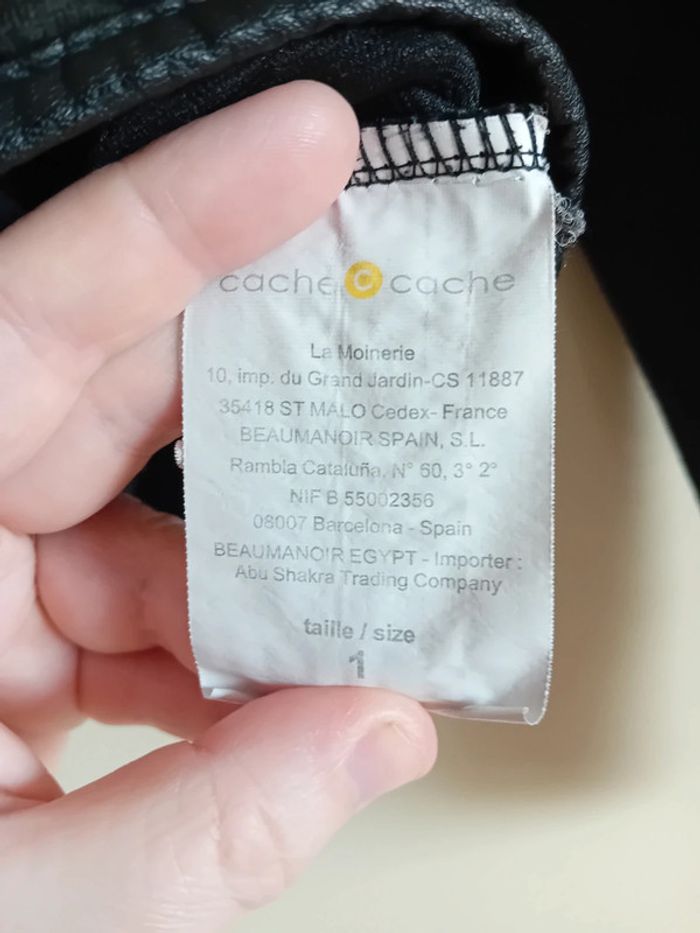 cache c cache
La Moinerie
10, imp. du Grand Jardin-CS 11887
35418 ST MALO Cedex- France
BEAUMANOIR SPAIN, S.L.
Rambla Cataluña, N° 60, 3° 2°
NIF B 55002356
08007 Barcelona - Spain
BEAUMANOIR EGYPT - Importer :
Abu Shakra Trading Company
taille / size
1